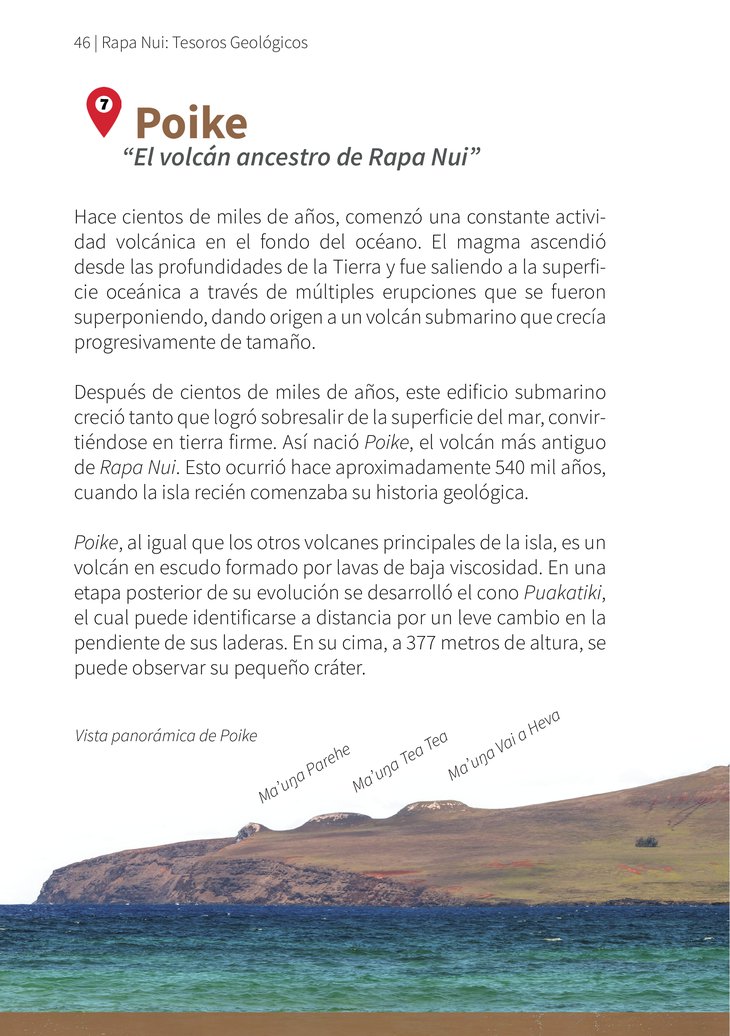 46 | Rapa Nui: Tesoros Geológicos
7
Poike
“El volcán ancestro de Rapa Nui”
Hace cientos de miles de años, comenzó una constante activi-
dad volcánica en el fondo del océano. El magma ascendió
desde las profundidades de la Tierra y fue saliendo a la superfi-
cie oceánica a través de múltiples erupciones que se fueron
superponiendo, dando origen a un volcán submarino que crecía
progresivamente de tamaño.
Después de cientos de miles de años, este edificio submarino
creció tanto que logró sobresalir de la superficie del mar, convir-
tiéndose en tierra firme. Así nació Poike, el volcán más antiguo
de Rapa Nui. Esto ocurrió hace aproximadamente 540 mil años,
cuando la isla recién comenzaba su historia geológica.
Poike, al igual que los otros volcanes principales de la isla, es un
volcán en escudo formado por lavas de baja viscosidad. En una
etapa posterior de su evolución se desarrolló el cono Puakatiki,
el cual puede identificarse a distancia por un leve cambio en la
pendiente de sus laderas. En su cima, a 377 metros de altura, se
puede observar su pequeño cráter.
Vista panorámica de Poike
Ma’uŋa Parehe
Ma’uŋa Tea Tea
Ma’uŋa Vai a Heva